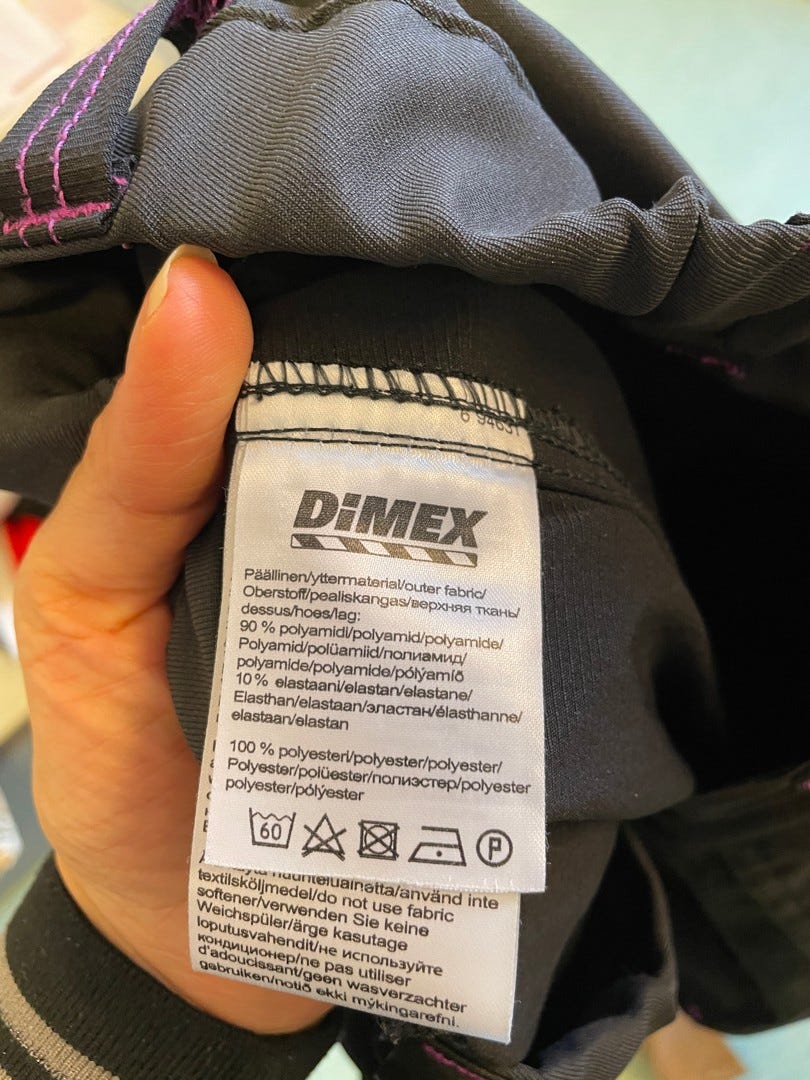 DiMEX
Päällinen/yttermaterial/outer fabric/
Oberstoff/pealiskangas/верхняя ткань/
dessus/hoes/lag:
90 % polyamidi/polyamid/polyamide/
Polyamid/polüamiid/полиамид/
polyamide/polyamide/pólýamíð
10% elastaani/elastan/elastane/
Elasthan/elastaan/эластан/élasthanne/
elastaan/elastan
100 % polyesteri/polyester/polyester/
Polyester/polüester/полиэстер/polyester
polyester/pólýester
60
P
inte
textilsköljmedel/do not use fabric
softener/verwenden Sie keine
Weichspüler/ärge kasutage
loputusvahendit/не используйте
кондиционер/ne pas utiliser
d'adoucissant/geen wasverzachter
gebruiken/notið ekki mýkingarefni.